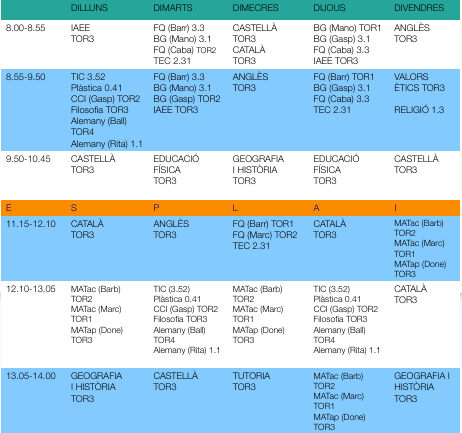 DILLUNS DIMARTS DIMECRES DIJOUS DIVENDRES
8.00-8.55
IAEE
TOR3
FQ (Barr) 3.3
BG (Mano) 3.1
FQ (Caba) TOR2
TEC 2.31
CASTELLÀ
TOR3
CATALÀ
TOR3
BG (Mano) TOR1
BG (Gasp) 3.1
FQ (Caba) 3.3
IAEE TOR3
ANGLÈS
TOR3
8.55-9.50
TIC 3.52
Plàstica 0.41
CCI (Gasp) TOR2
Filosofia TOR3
Alemany (Ball)
TOR4
Alemany (Rita) 1.1
FQ (Barr) 3.3
BG (Mano) 3.1
BG (Gasp) TOR2
IAEE TOR3
ANGLÈS
TOR3
FQ (Barr) TOR1
BG (Gasp) 3.1
FQ (Caba) 3.3
TEC 2.31
VALORS
ÈTICS TOR3
RELIGIÓ 1.3
9.50-10.45
CASTELLÀ
TOR3
EDUCACIÓ
FÍSICA
TOR3
GEOGRAFIA
I HISTÒRIA
TOR3
EDUCACIÓ
FÍSICA
TOR3
CASTELLÀ
TOR3
E S P L A I
11.15-12.10
CATALÀ
TOR3
ANGLÈS
TOR3
FQ (Barr) TOR1
FQ (Marc) TOR2
TEC 2.31
CATALÀ
TOR3
MATac (Barb)
TOR2
MATac (Marc)
TOR1
MATap (Done)
TOR3
12.10-13.05
MATac (Barb)
TOR2
MATac (Marc)
TOR1
MATap (Done)
TOR3
TIC (3.52)
Plàstica 0.41
CCI (Gasp) TOR2
Filosofia TOR3
Alemany (Ball)
TOR4
Alemany (Rita) 1.1
MATac (Barb)
TOR2
MATac (Marc)
TOR1
MATap (Done)
TOR3
TIC (3.52)
Plàstica 0.41
CCI (Gasp) TOR2
Filosofia TOR3
Alemany (Ball)
TOR4
Alemany (Rita) 1.1
CATALÀ
TOR3
13.05-14.00
GEOGRAFIA
I HISTÒRIA
TOR3
CASTELLÀ
TOR3
TUTORIA
TOR3
MATac (Barb)
TOR2
MATac (Marc)
TOR1
MATap (Done)
TOR3
GEOGRAFIA I
HISTÒRIA
TOR3